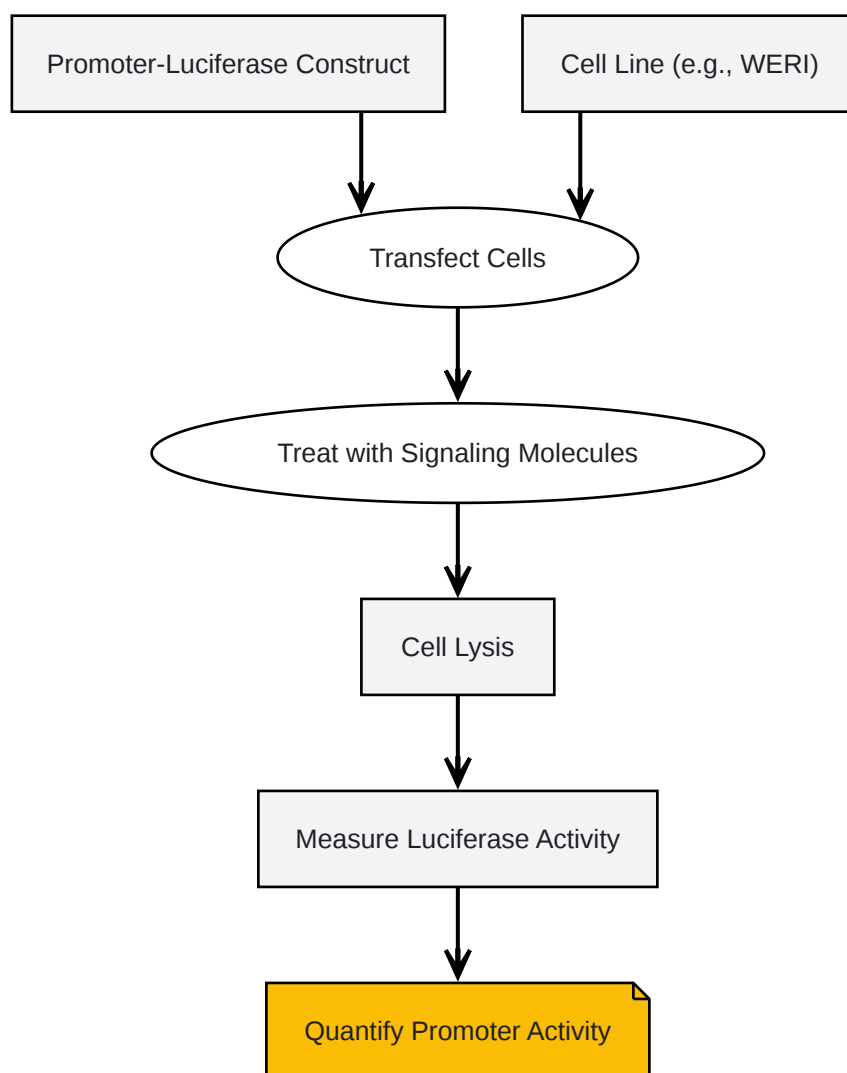 Promoter-Luciferase Construct
Cell Line (e.g., WERI)
Transfect Cells
Treat with Signaling Molecules
Cell Lysis
Measure Luciferase Activity
Quantify Promoter Activity